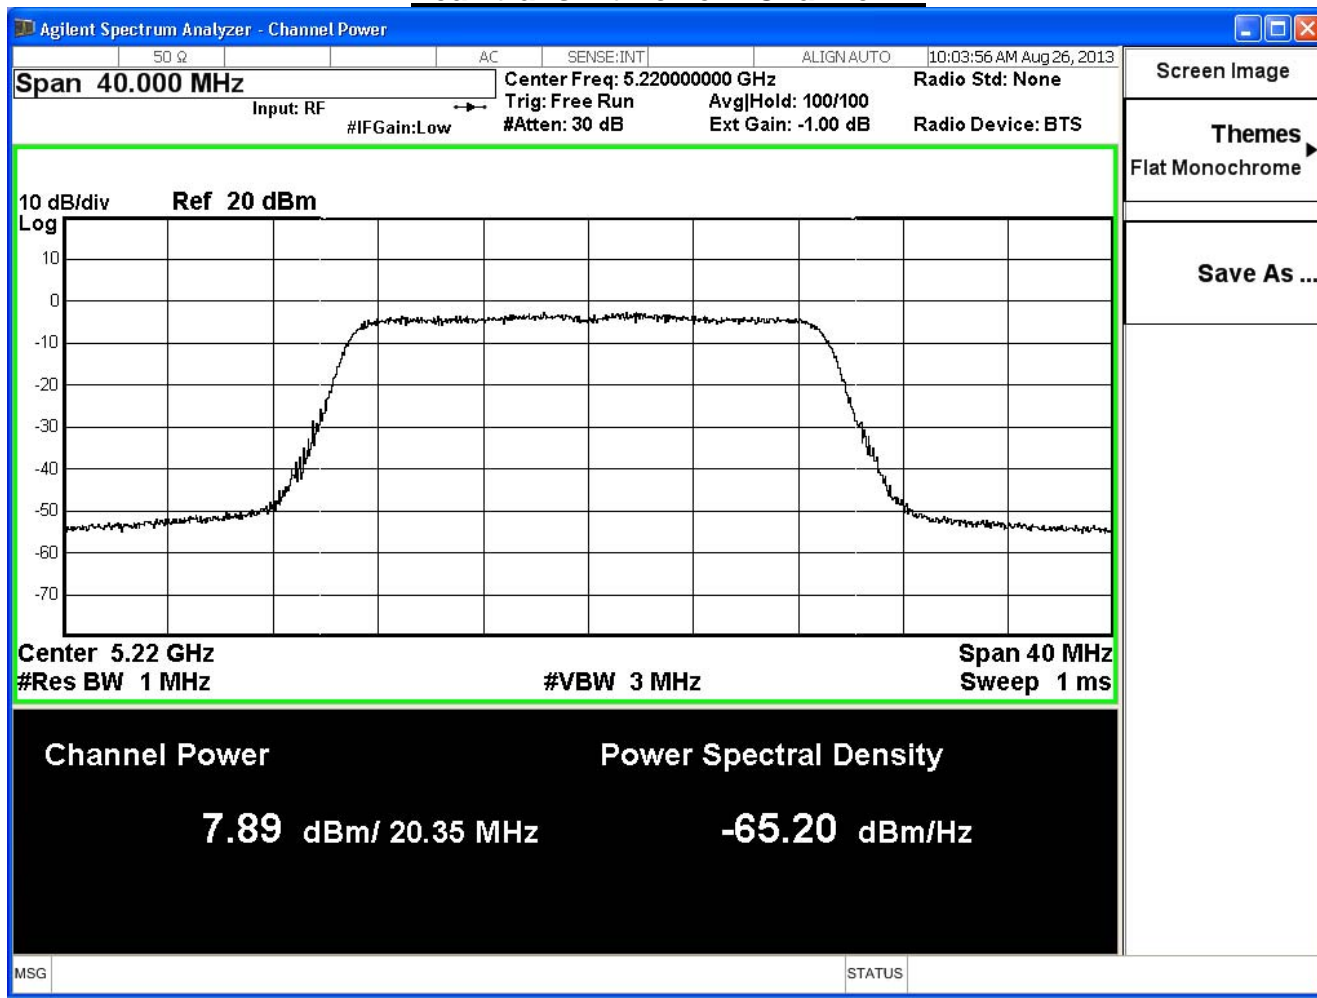 Agilent Spectrum Analyzer - Channel Power
50 Ω AC SENSE:INT ALIGN AUTO 10:03:56 AM Aug 26, 2013
Span 40.000 MHz
Center Freq: 5.220000000 GHz Radio Std: None
Input: RF Trig: Free Run Avg|Hold: 100/100
#IFGain:Low #Atten: 30 dB Ext Gain: -1.00 dB Radio Device: BTS
10 dB/div Ref 20 dBm
Log
10
0
-10
-20
-30
-40
-50
-60
-70
Center 5.22 GHz Span 40 MHz
#Res BW 1 MHz #VBW 3 MHz Sweep 1 ms
Channel Power Power Spectral Density
7.89 dBm/ 20.35 MHz -65.20 dBm/Hz
MSG STATUS
Screen Image
Themes
Flat Monochrome
Save As ...